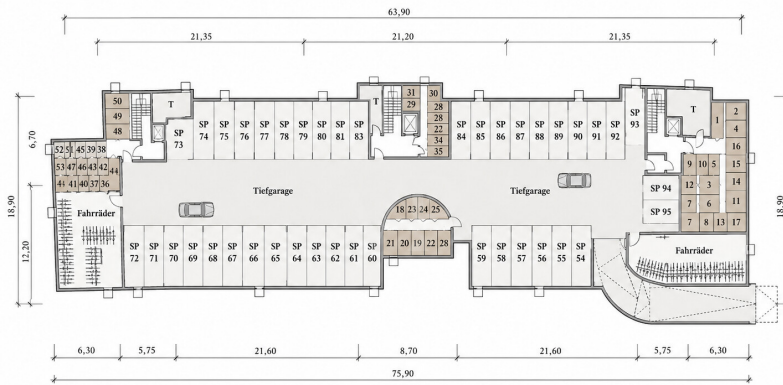 63,90
21,35
21,20
21,35
18,90
6,70
12,20
50
49
48
T
SP 73
SP 74
SP 75
SP 76
SP 77
SP 78
SP 79
SP 80
SP 81
SP 83
T
31
29
30
28
28
22
34
35
SP 84
SP 85
SP 86
SP 87
SP 88
SP 89
SP 90
SP 91
SP 92
SP 93
T
1
2
4
16
15
14
11
17
9 10 5
12 3
7 6
7 8 13
52 51 45 39 38
53 47 46 43 42 44
41 40 37 36
Fahrräder
Tiefgarage
Tiefgarage
SP 94
SP 95
18,90
18 23 24 25
21 20 19 22 28
SP 72
SP 71
SP 70
SP 69
SP 68
SP 67
SP 66
SP 65
SP 64
SP 63
SP 62
SP 61
SP 60
SP 59
SP 58
SP 57
SP 56
SP 55
SP 54
Fahrräder
6,30
5,75
21,60
8,70
21,60
5,75
6,30
75,90